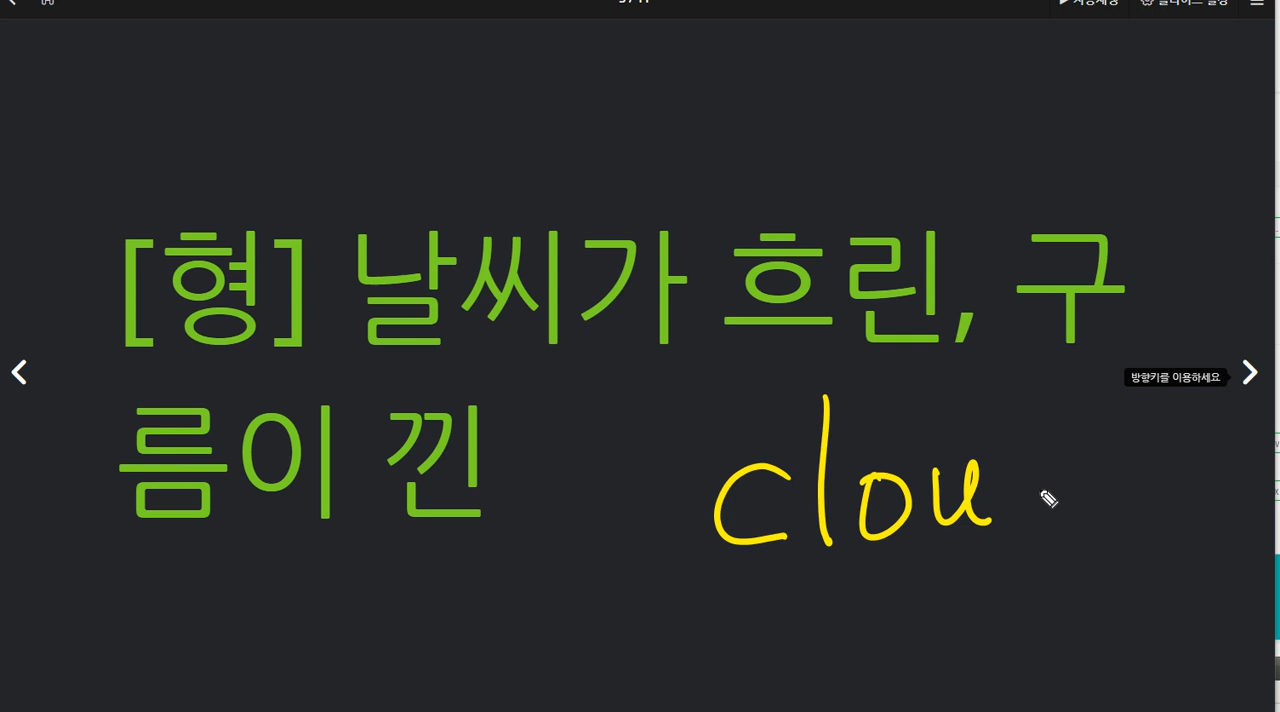 [형] 날씨가 흐린, 구
름이 낀
clou
방향키를 이용하세요